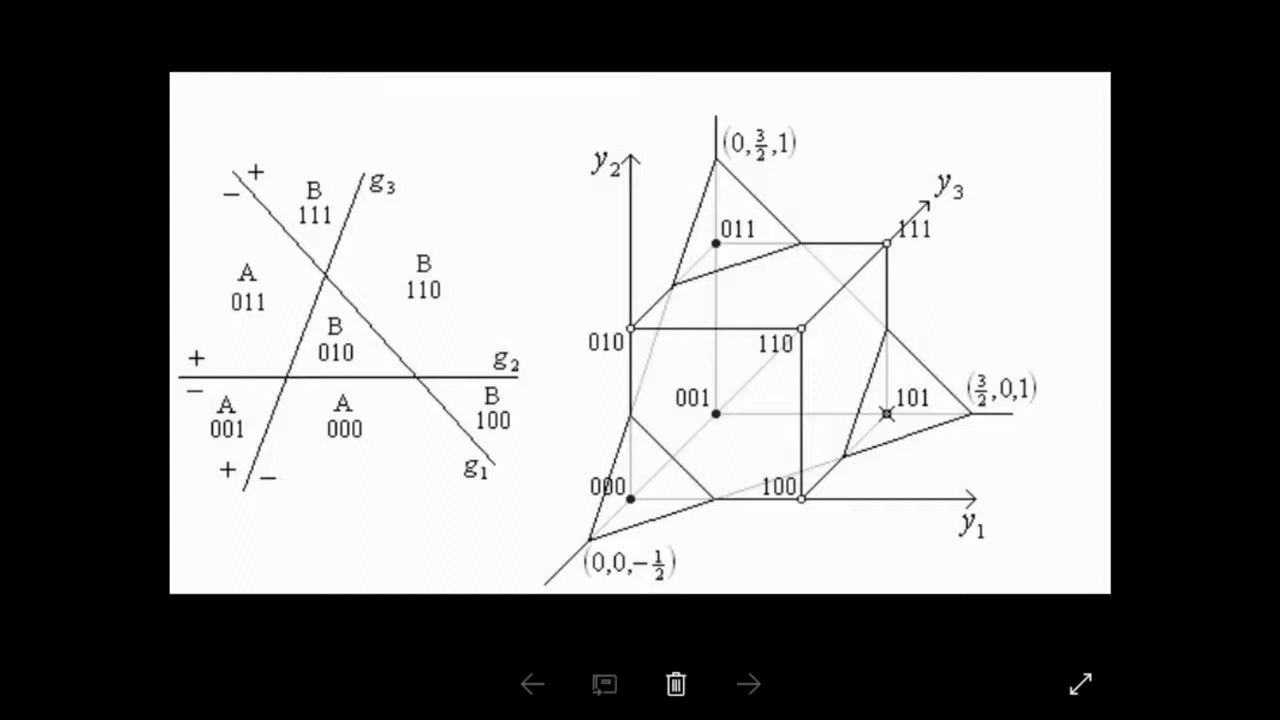 +
−
B
111
g3
A
011
B
110
B
010
+
−
g2
A
001
A
000
B
100
+
−
g1
y2
(0,3/2,1)
y3
011
111
010
110
001
101
(3/2,0,1)
000
100
y1
(0,0,−1/2)